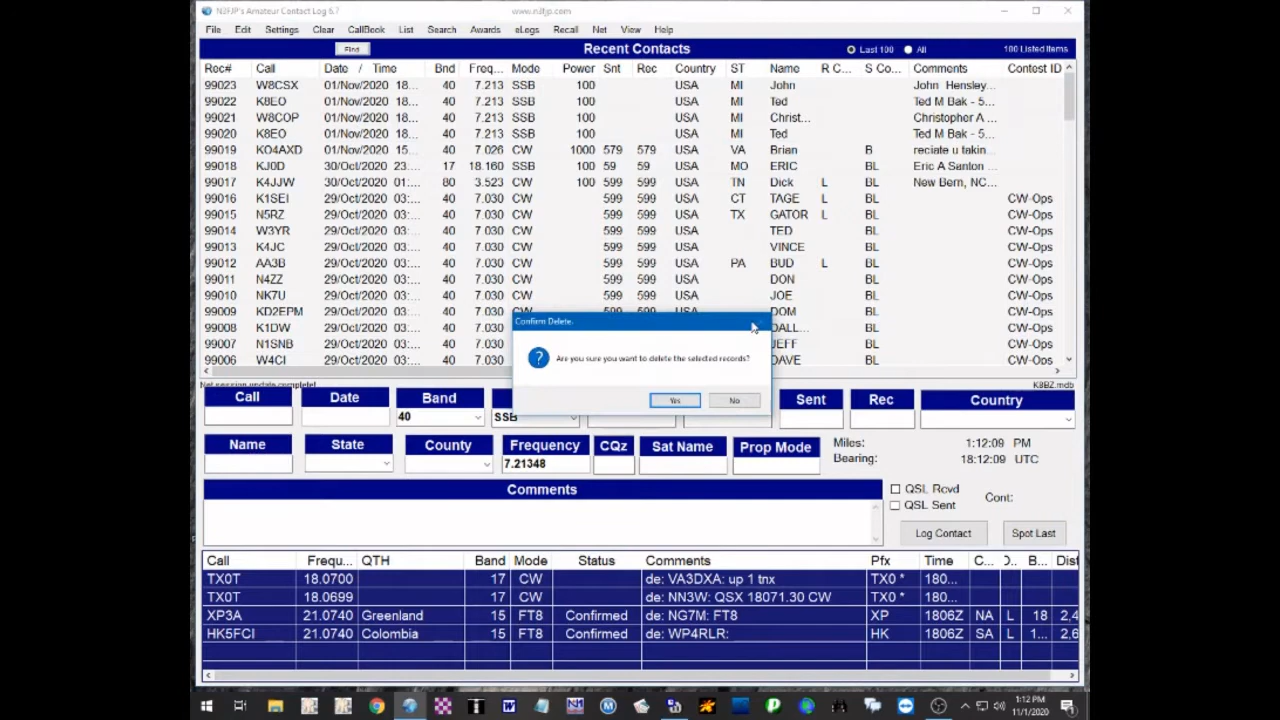 N3FJP's Amateur Contact Log 6.7 www.n3fjp.com
File Edit Settings Clear CallBook List Search Awards eLogs Recall Net View Help
Find Recent Contacts Last 100 All 100 Listed Items
Rec# Call Date / Time Bnd Freq... Mode Power Snt Rec Country ST Name R C... S Co... Comments Contest ID
99023 W8CSX 01/Nov/2020 18... 40 7.213 SSB 100 USA MI John John Hensley...
99022 K8EO 01/Nov/2020 18... 40 7.213 SSB 100 USA MI Ted Ted M Bak - 5...
99021 W8COP 01/Nov/2020 18... 40 7.213 SSB 100 USA MI Christ... Christopher A ...
99020 K8EO 01/Nov/2020 18... 40 7.213 SSB 100 USA MI Ted Ted M Bak - 5...
99019 KO4AXD 01/Nov/2020 15... 40 7.026 CW 1000 579 579 USA VA Brian B reciate u takin...
99018 KJ0D 30/Oct/2020 23:... 17 18.160 SSB 100 59 59 USA MO ERIC BL Eric A Santon ...
99017 K4JJW 30/Oct/2020 01:... 80 3.523 CW 100 599 599 USA TN Dick L BL New Bern, NC...
99016 K1SEI 29/Oct/2020 03:... 40 7.030 CW 599 599 USA CT TAGE L BL CW-Ops
99015 N5RZ 29/Oct/2020 03:... 40 7.030 CW 599 599 USA TX GATOR L BL CW-Ops
99014 W3YR 29/Oct/2020 03:... 40 7.030 CW 599 599 USA TED BL CW-Ops
99013 K4JC 29/Oct/2020 03:... 40 7.030 CW 599 599 USA VINCE BL CW-Ops
99012 AA3B 29/Oct/2020 03:... 40 7.030 CW 599 599 USA PA BUD L BL CW-Ops
99011 N4ZZ 29/Oct/2020 03:... 40 7.030 CW 599 599 USA DON BL CW-Ops
99010 NK7U 29/Oct/2020 03:... 40 7.030 CW 599 599 USA JOE BL CW-Ops
99009 KD2EPM 29/Oct/2020 03:... 40 7.030 CW 599 599 USA DOM BL CW-Ops
99008 K1DW 29/Oct/2020 03:... 40 7.030 DALL... BL CW-Ops
99007 N1SNB 29/Oct/2020 03:... 40 7.030 JEFF BL CW-Ops
99006 W4CI 29/Oct/2020 03:... 40 7.030 DAVE BL CW-Ops
Confirm Delete.
Are you sure you want to delete the selected records?
Yes No
Net session update complete! K8BZ.mdb
Call Date Band Sent Rec Country
40 SSB
Name State County Frequency CQz Sat Name Prop Mode
7.21348
Miles: 1:12:09 PM
Bearing: 18:12:09 UTC
Comments
QSL Rcvd
QSL Sent
Cont:
Log Contact Spot Last
Call Frequ... QTH Band Mode Status Comments Pfx Time C... B... Dist
TX0T 18.0700 17 CW de: VA3DXA: up 1 tnx TX0 * 180...
TX0T 18.0699 17 CW de: NN3W: QSX 18071.30 CW TX0 * 180...
XP3A 21.0740 Greenland 15 FT8 Confirmed de: NG7M: FT8 XP 1806Z NA L 18 2,4
HK5FCI 21.0740 Colombia 15 FT8 Confirmed de: WP4RLR: HK 1806Z SA L 1... 2,6
1:12 PM
11/1/2020